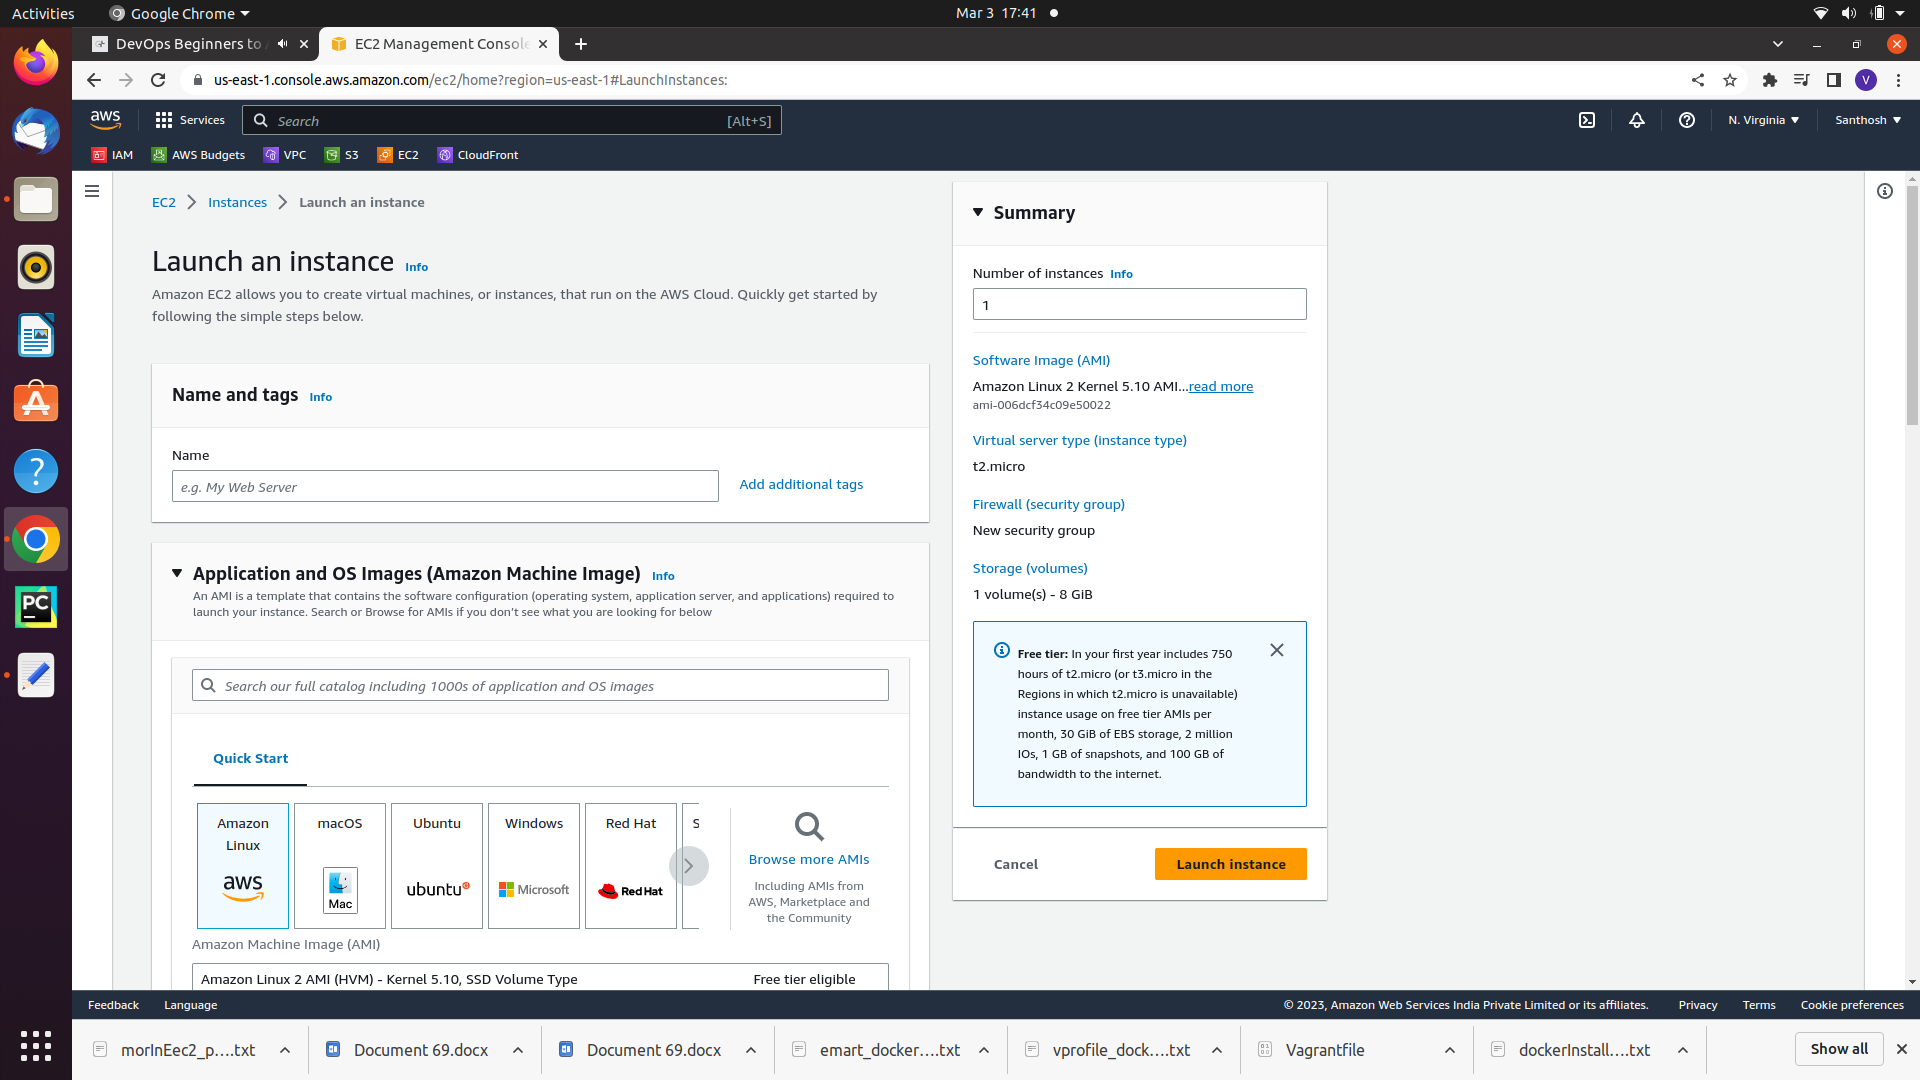 Activities
Google Chrome
Mar 3 17:41
DevOps Beginners to
EC2 Management Console
us-east-1.console.aws.amazon.com/ec2/home?region=us-east-1#LaunchInstances:
V
aws
Services
Search
[Alt+S]
N. Virginia
Santhosh
IAM
AWS Budgets
VPC
S3
EC2
CloudFront
EC2
Instances
Launch an instance
Launch an instance Info
Amazon EC2 allows you to create virtual machines, or instances, that run on the AWS Cloud. Quickly get started by
following the simple steps below.
Name and tags Info
Name
e.g. My Web Server
Add additional tags
Application and OS Images (Amazon Machine Image) Info
An AMI is a template that contains the software configuration (operating system, application server, and applications) required to
launch your instance. Search or Browse for AMIs if you don’t see what you are looking for below
Search our full catalog including 1000s of application and OS images
Quick Start
Amazon
Linux
aws
macOS
Mac
Ubuntu
ubuntu
Windows
Microsoft
Red Hat
Red Hat
S
Browse more AMIs
Including AMIs from
AWS, Marketplace and
the Community
Amazon Machine Image (AMI)
Amazon Linux 2 AMI (HVM) - Kernel 5.10, SSD Volume Type
Free tier eligible
Summary
Number of instances Info
1
Software Image (AMI)
Amazon Linux 2 Kernel 5.10 AMI...read more
ami-006dcf34c09e50022
Virtual server type (instance type)
t2.micro
Firewall (security group)
New security group
Storage (volumes)
1 volume(s) - 8 GiB
Free tier: In your first year includes 750
hours of t2.micro (or t3.micro in the
Regions in which t2.micro is unavailable)
instance usage on free tier AMIs per
month, 30 GiB of EBS storage, 2 million
IOs, 1 GB of snapshots, and 100 GB of
bandwidth to the internet.
Cancel
Launch instance
PC
Feedback
Language
© 2023, Amazon Web Services India Private Limited or its affiliates.
Privacy
Terms
Cookie preferences
morInEec2_p....txt
Document 69.docx
Document 69.docx
emart_docker....txt
vprofile_dock....txt
Vagrantfile
dockerInstall....txt
Show all